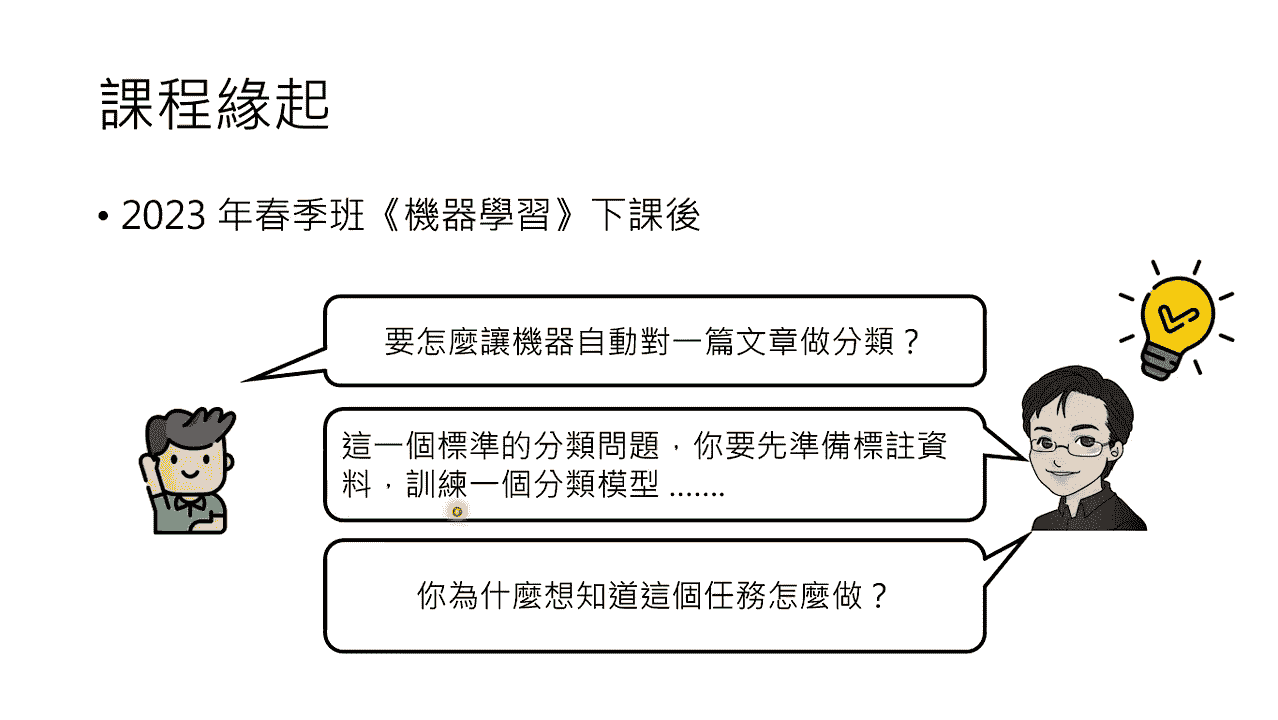 課程緣起
• 2023 年春季班《機器學習》下課後
要怎麼讓機器自動對一篇文章做分類？
這一個標準的分類問題，你要先準備標註資
料，訓練一個分類模型 .......
你為什麼想知道這個任務怎麼做？